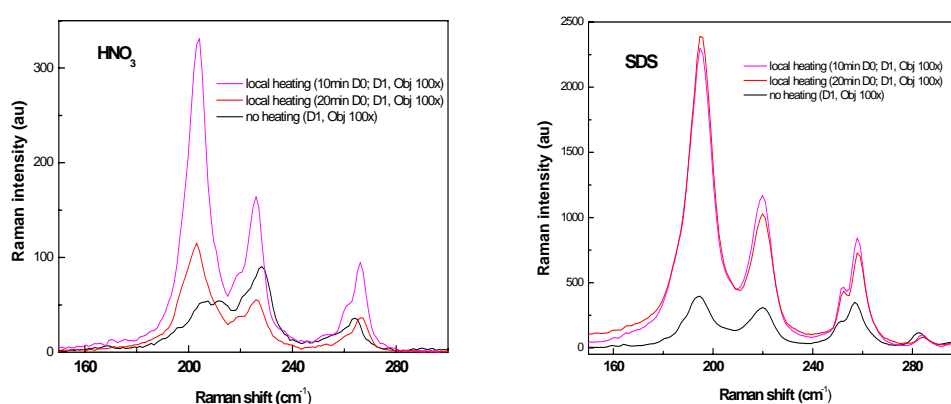 HNO3
local heating (10min D0; D1, Obj 100x)
local heating (20min D0; D1, Obj 100x)
no heating (D1, Obj 100x)
300
200
100
0
160
200
240
280
Raman intensity (au)
Raman shift (cm-1)
SDS
local heating (10min D0; D1, Obj 100x)
local heating (20min D0; D1, Obj 100x)
no heating (D1, Obj 100x)
2500
2000
1500
1000
500
0
160
200
240
280
Raman intensity (au)
Raman shift (cm-1)